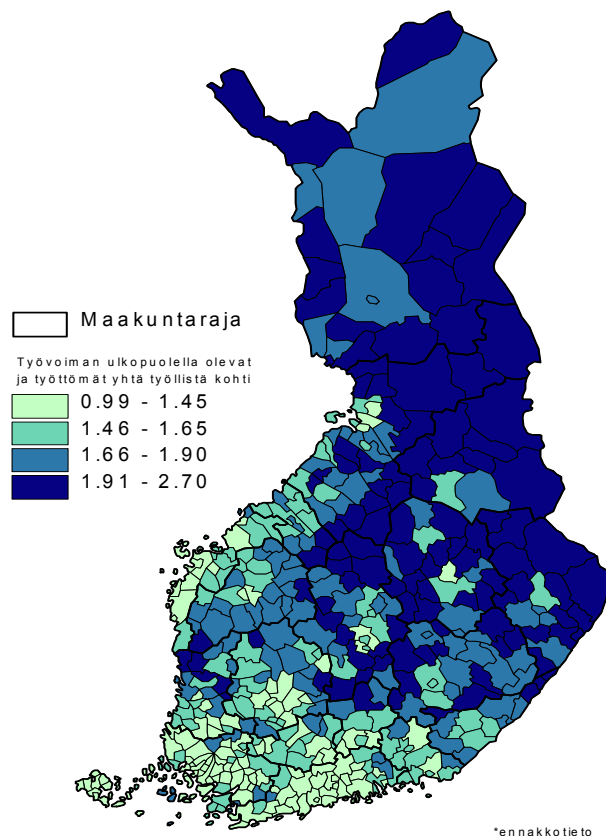 Maakuntaraja
Työvoiman ulkopuolella olevat
ja työttömät yhtä työllistä kohti
0.99 - 1.45
1.46 - 1.65
1.66 - 1.90
1.91 - 2.70
*ennakkotieto